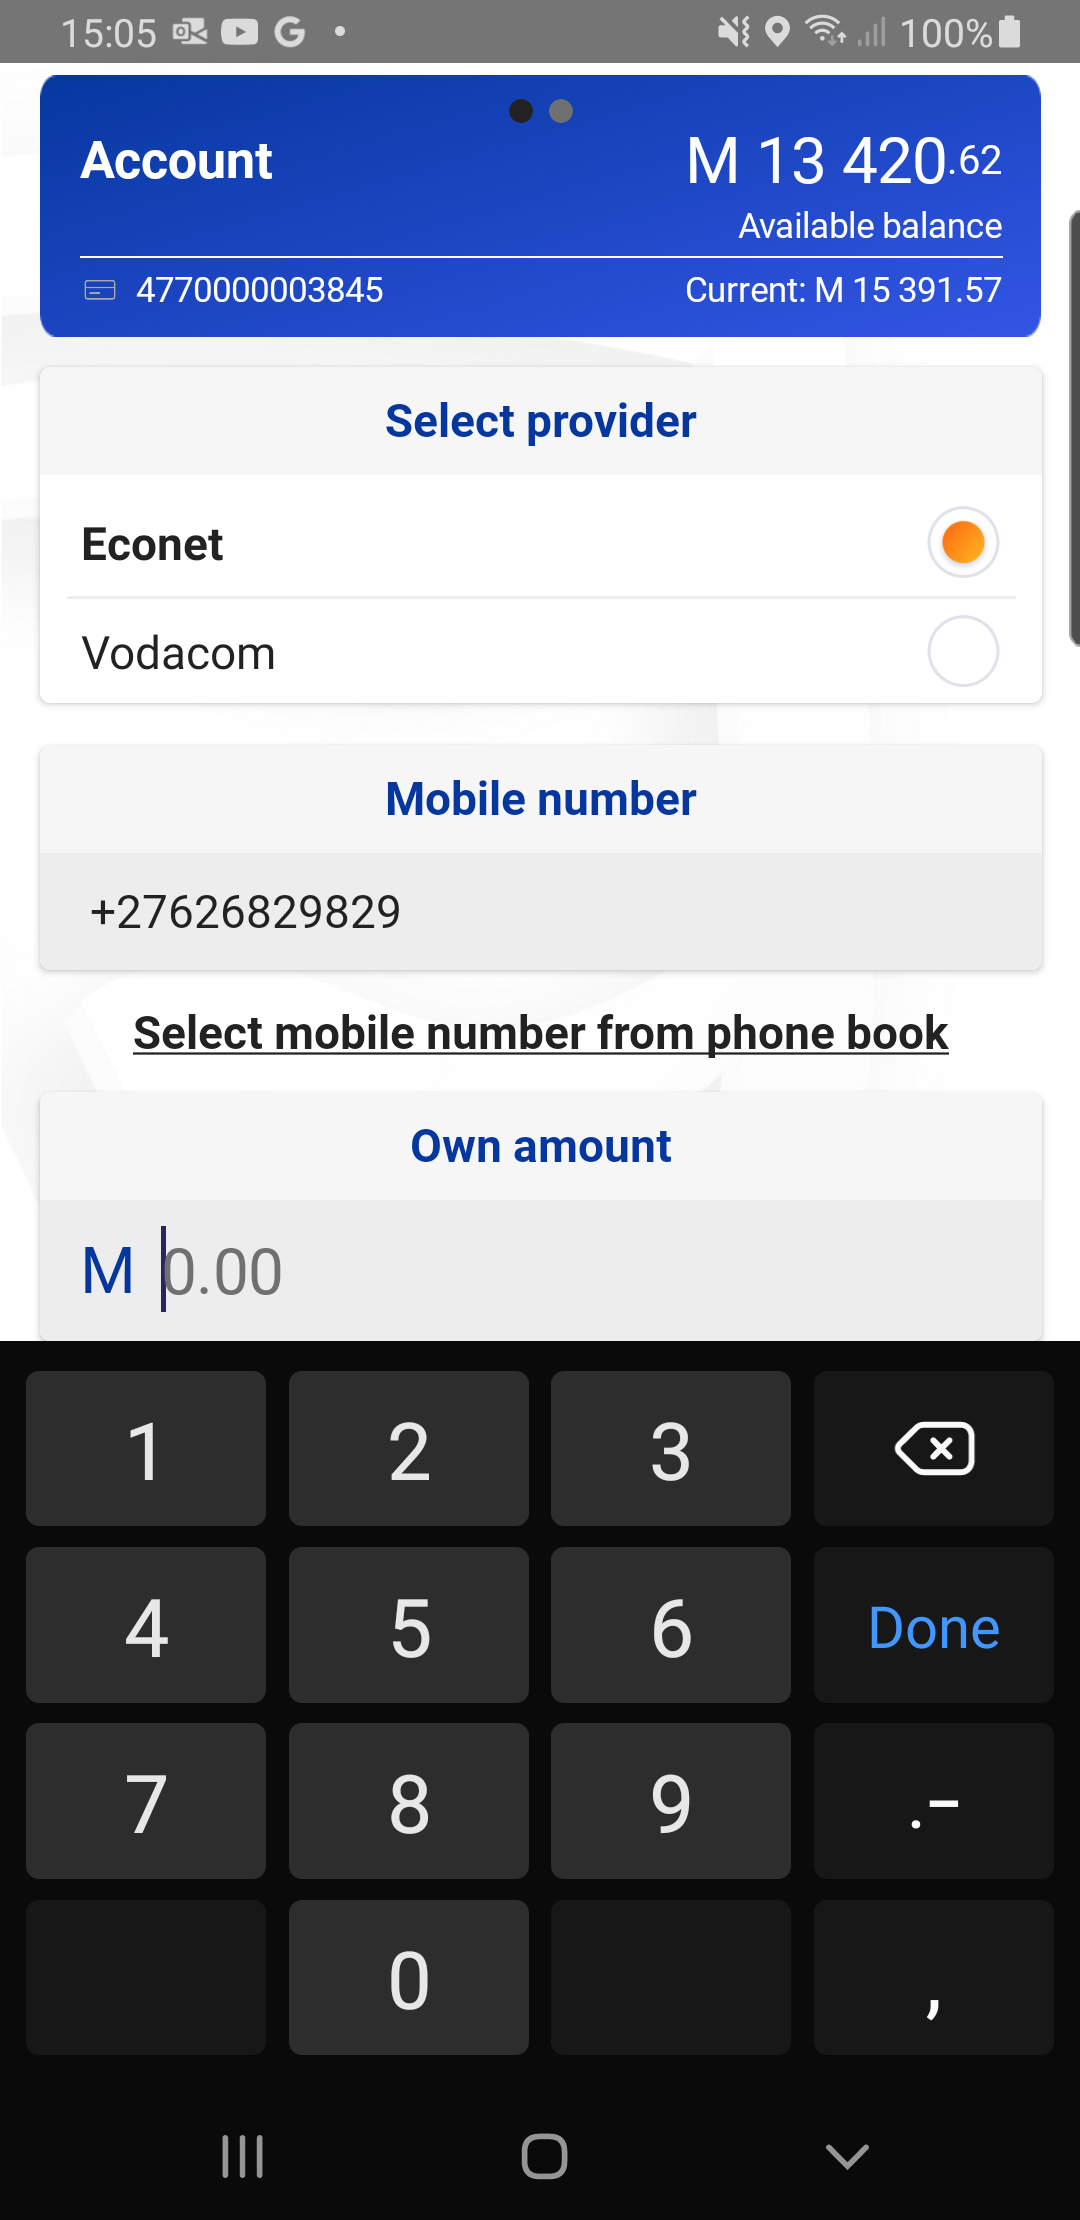 15:05 100%
Account M 13 420.62
Available balance
4770000003845 Current: M 15 391.57
Select provider
Econet
Vodacom
Mobile number
+27626829829
Select mobile number from phone book
Own amount
M 0.00
1 2 3
4 5 6 Done
7 8 9 .-
0 ,